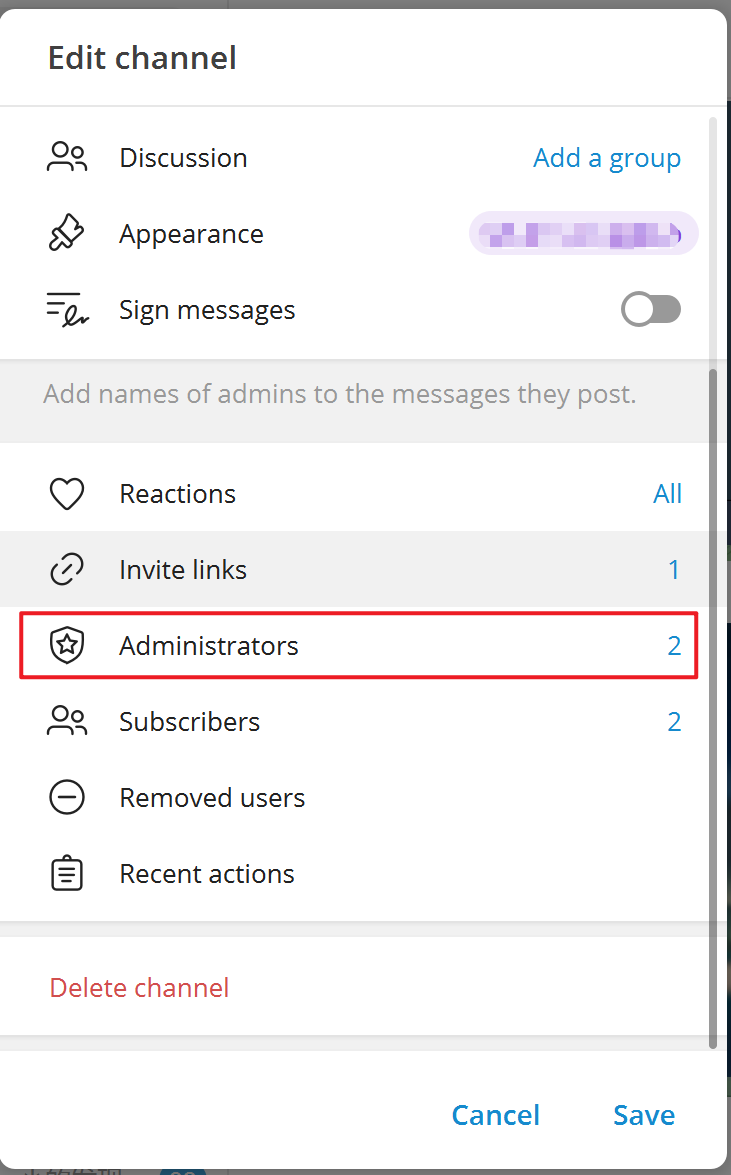 Edit channel
Discussion Add a group
Appearance
Sign messages
Add names of admins to the messages they post.
Reactions All
Invite links 1
Administrators 2
Subscribers 2
Removed users
Recent actions
Delete channel
Cancel Save